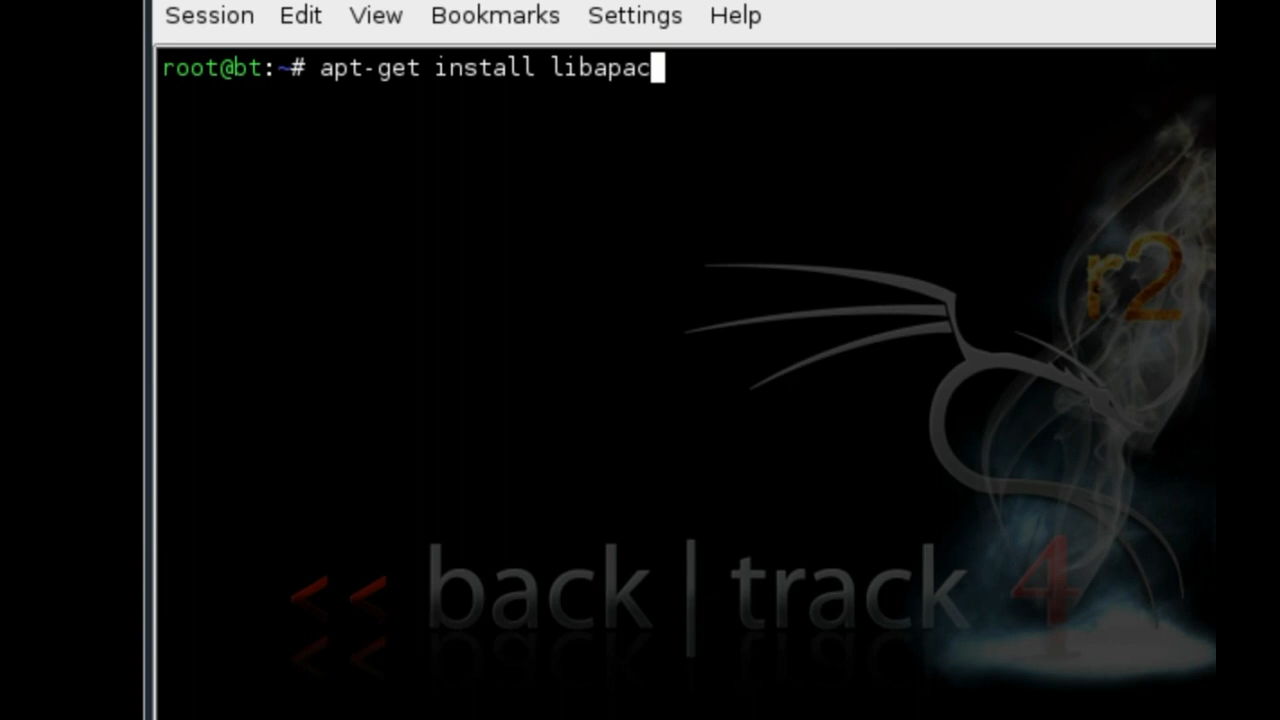 Session Edit View Bookmarks Settings Help
root@bt:~# apt-get install libapac
r2
<< back | track 4